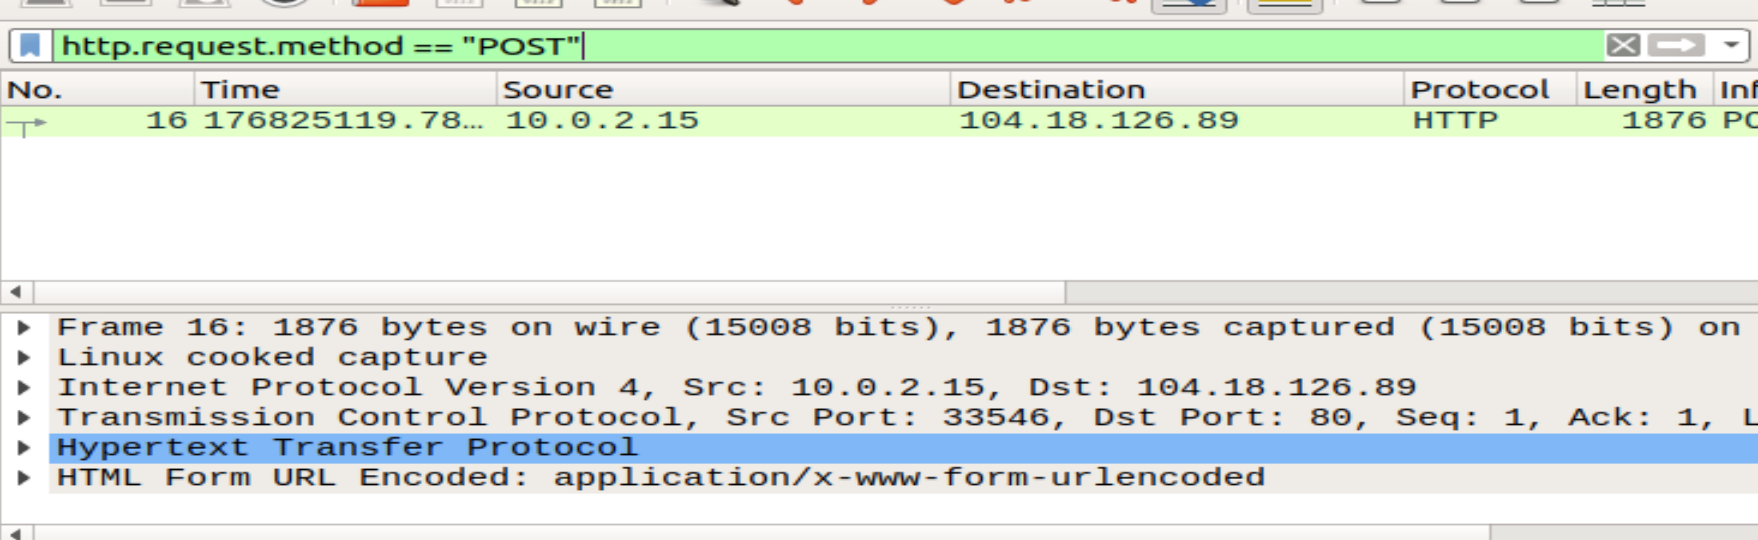 http.request.method == "POST"
No. Time Source Destination Protocol Length Inf
16 176825119.78… 10.0.2.15 104.18.126.89 HTTP 1876 PO
Frame 16: 1876 bytes on wire (15008 bits), 1876 bytes captured (15008 bits) on
Linux cooked capture
Internet Protocol Version 4, Src: 10.0.2.15, Dst: 104.18.126.89
Transmission Control Protocol, Src Port: 33546, Dst Port: 80, Seq: 1, Ack: 1, L
Hypertext Transfer Protocol
HTML Form URL Encoded: application/x-www-form-urlencoded